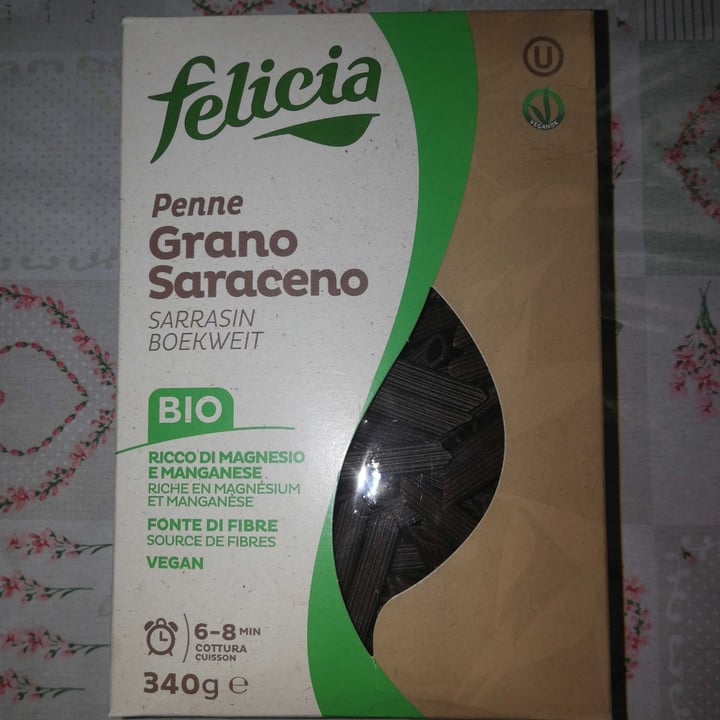 felicia
U
VEGANOK
Penne
Grano
Saraceno
SARRASIN
BOEKWEIT
BIO
RICCO DI MAGNESIO
E MANGANESE
RICHE EN MAGNÉSIUM
ET MANGANÈSE
FONTE DI FIBRE
SOURCE DE FIBRES
VEGAN
6-8 MIN
COTTURA
CUISSON
340g e